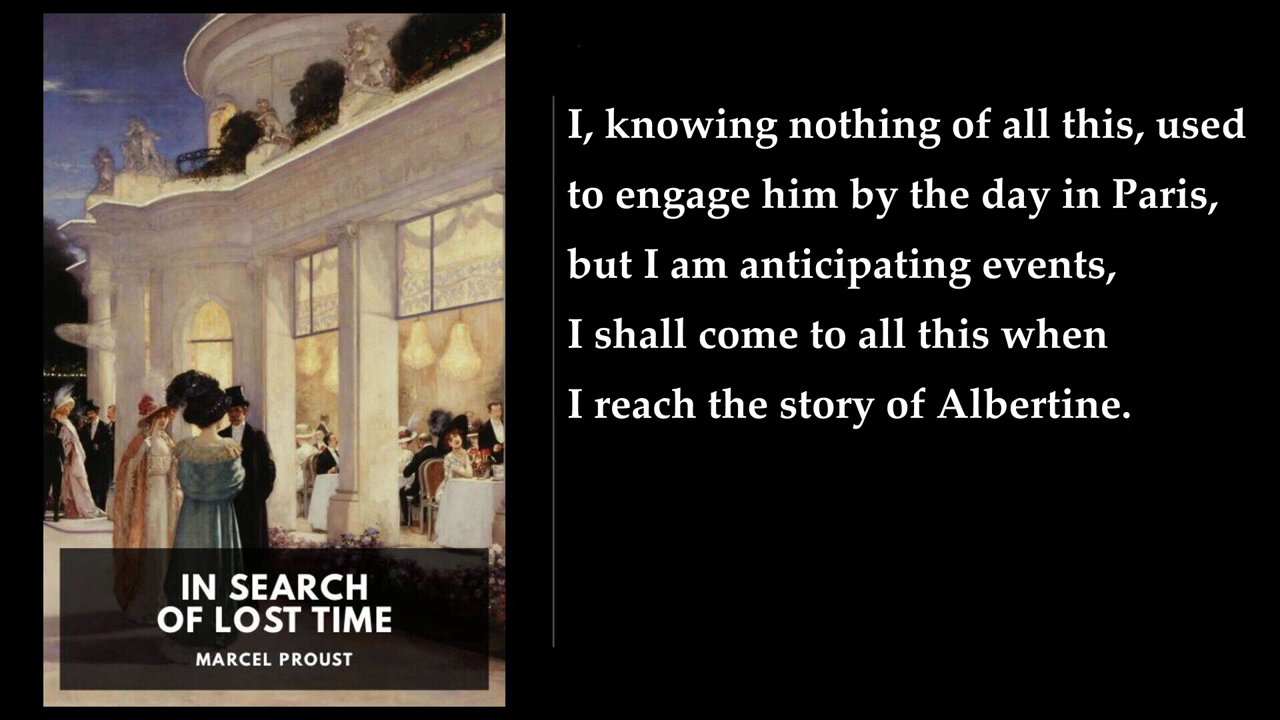 I, knowing nothing of all this, used
to engage him by the day in Paris,
but I am anticipating events,
I shall come to all this when
I reach the story of Albertine.
IN SEARCH
OF LOST TIME
MARCEL PROUST